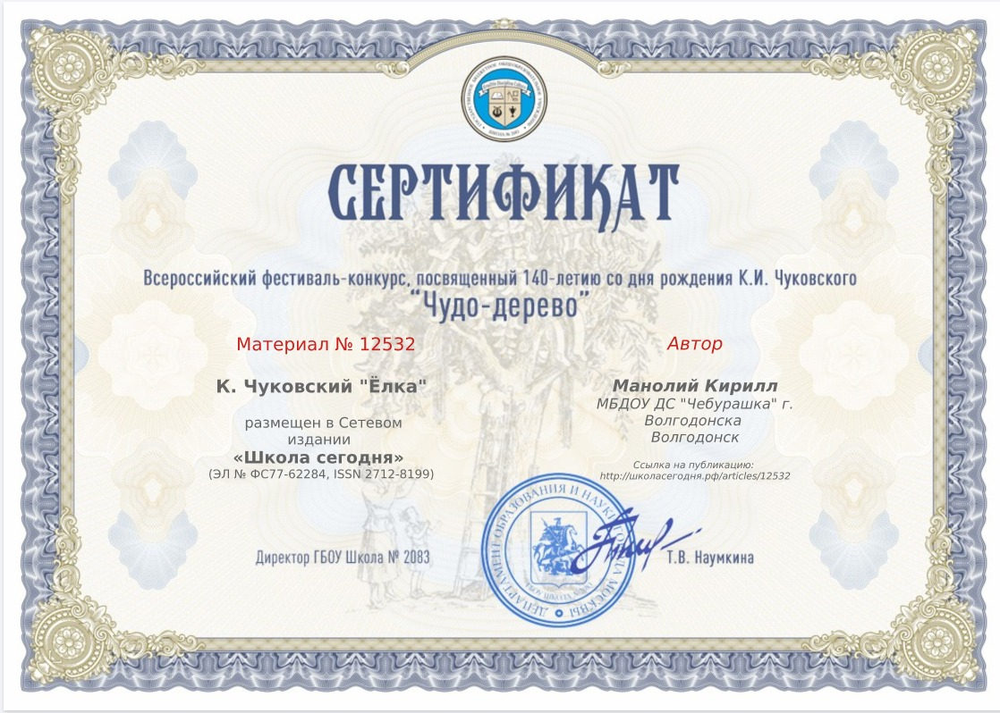 СЕРТИФИКАТ
Всероссийский фестиваль-конкурс, посвященный 140-летию со дня рождения К.И. Чуковского
“Чудо-дерево”
Материал № 12532
К. Чуковский "Ёлка"
размещен в Сетевом
издании
«Школа сегодня»
(ЭЛ № ФС77-62284, ISSN 2712-8199)
Автор
Манолий Кирилл
МБДОУ ДС "Чебурашка" г.
Волгодонска
Волгодонск
Ссылка на публикацию:
http://школасегодня.рф/articles/12532
Директор ГБОУ Школа № 2083
ДЕПАРТАМЕНТ ОБРАЗОВАНИЯ И НАУКИ ГОРОДА МОСКВЫ
Т.В. Наумкина